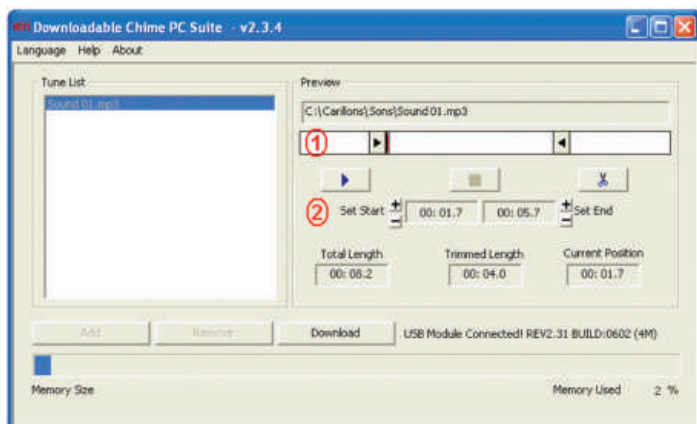 Downloadable Chime PC Suite - v2.3.4
Language Help About
Tune List
Sound 01.mp3
Preview
C:\Carillons\Sons\Sound 01.mp3
1
2 Set Start + - 00: 01.7 00: 05.7 + - Set End
Total Length Trimmed Length Current Position
00: 08.2 00: 04.0 00: 01.7
Add Remove Download USB Module Connected! REV2.31 BUILD:0602 (4M)
Memory Size Memory Used 2 %